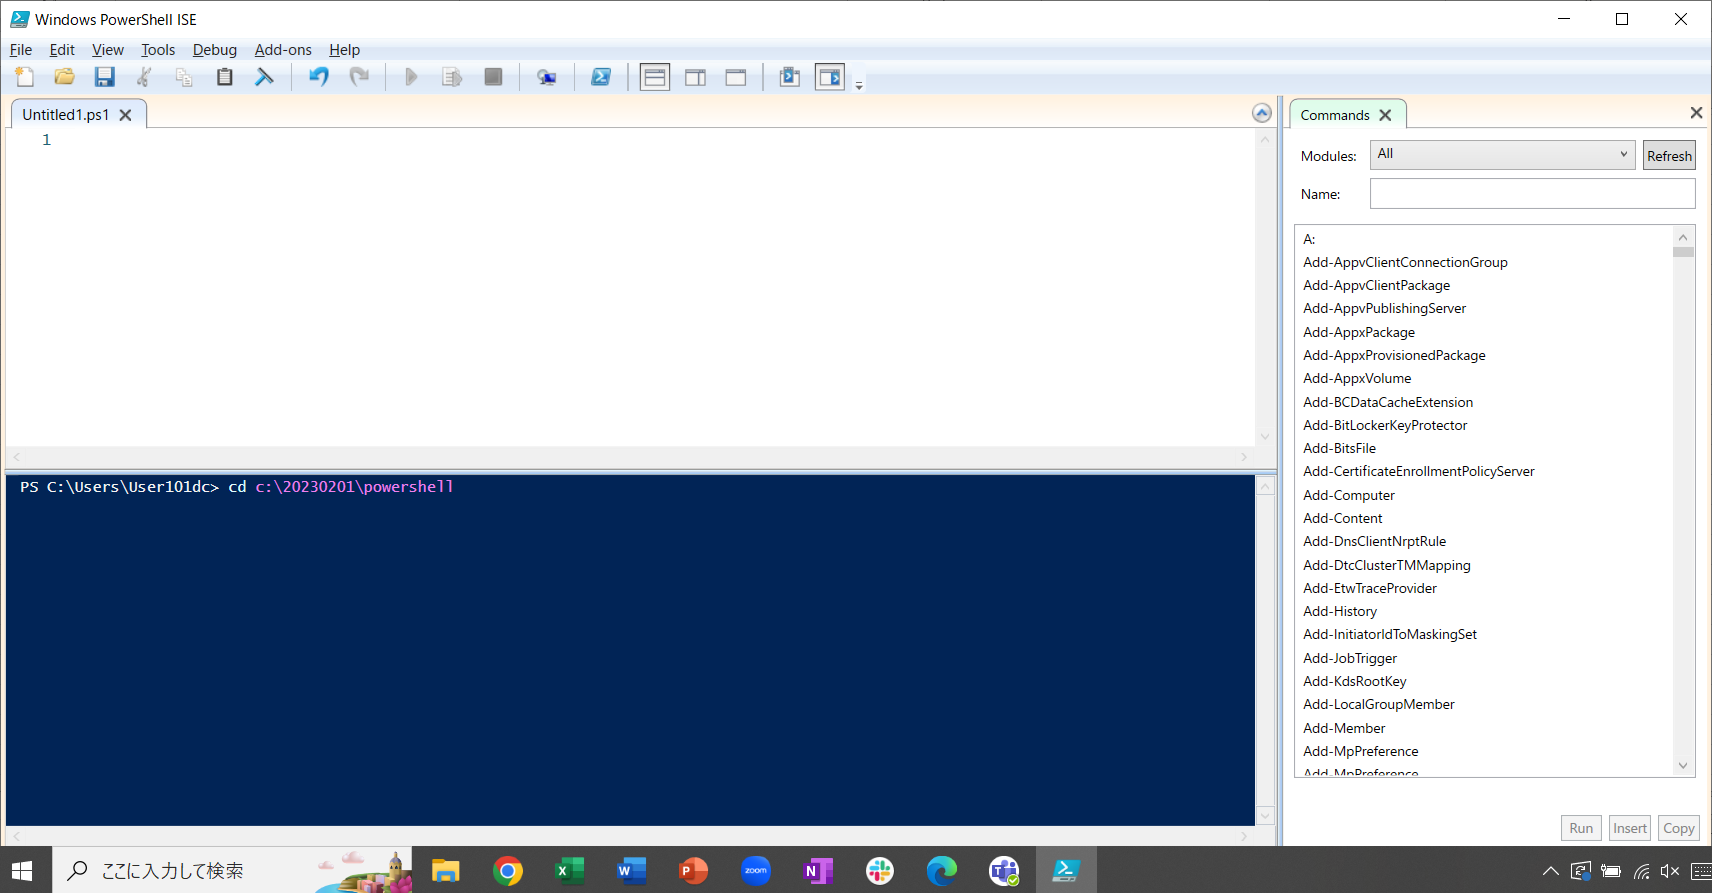 Windows PowerShell ISE
File Edit View Tools Debug Add-ons Help
Untitled1.ps1
1
PS C:\Users\User101dc> cd c:\20230201\powershell
Commands
Modules: All Refresh
Name:
A:
Add-AppvClientConnectionGroup
Add-AppvClientPackage
Add-AppvPublishingServer
Add-AppxPackage
Add-AppxProvisionedPackage
Add-AppxVolume
Add-BCDataCacheExtension
Add-BitLockerKeyProtector
Add-BitsFile
Add-CertificateEnrollmentPolicyServer
Add-Computer
Add-Content
Add-DnsClientNrptRule
Add-DtcClusterTMMapping
Add-EtwTraceProvider
Add-History
Add-InitiatorIdToMaskingSet
Add-JobTrigger
Add-KdsRootKey
Add-LocalGroupMember
Add-Member
Add-MpPreference
Add-MpPreference
Run Insert Copy
ここに入力して検索
zoom